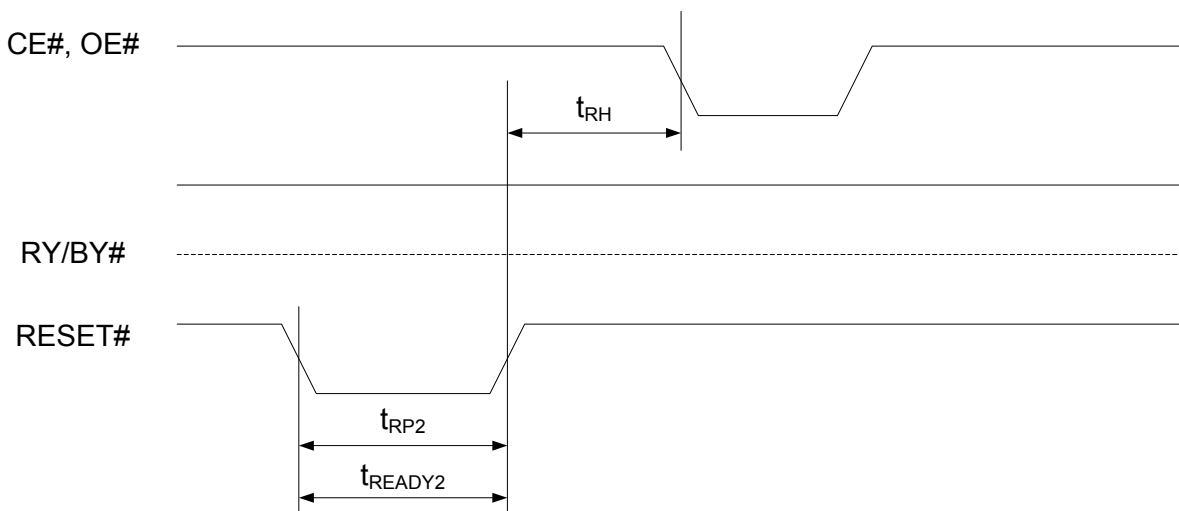 CE#, OE#
tRH
RY/BY#
RESET#
tRP2
tREADY2